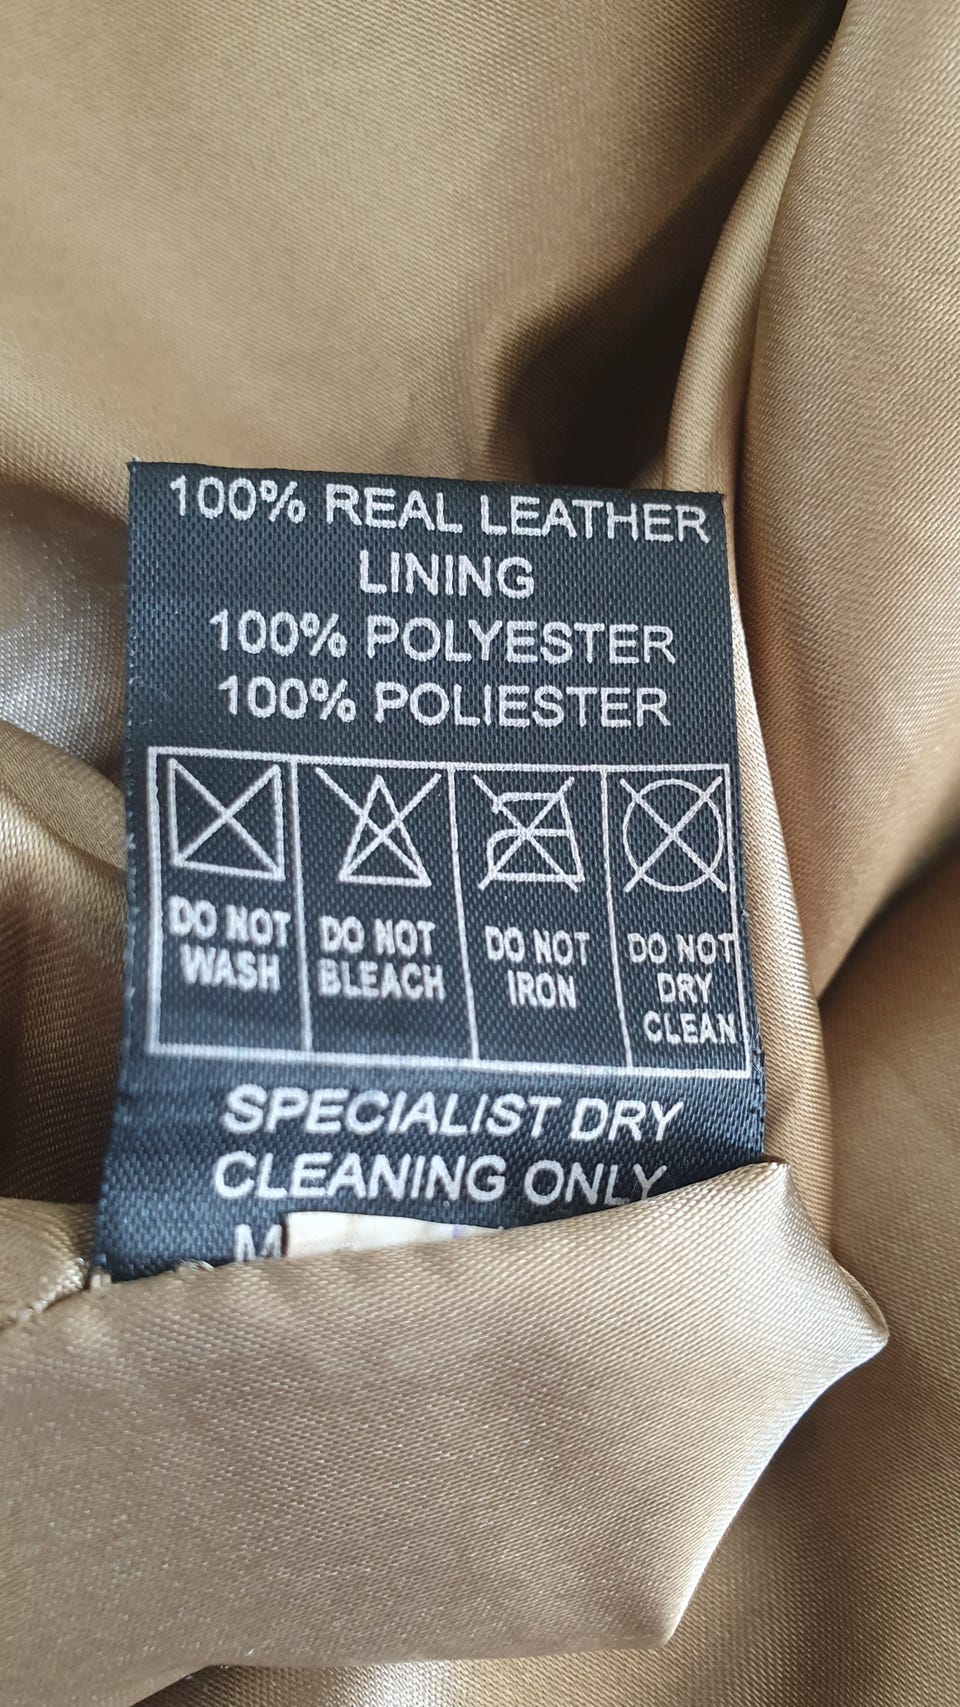 100% REAL LEATHER
LINING
100% POLYESTER
100% POLIESTER
DO NOT
WASH
DO NOT
BLEACH
DO NOT
IRON
DO NOT
DRY
CLEAN
SPECIALIST DRY
CLEANING ONLY